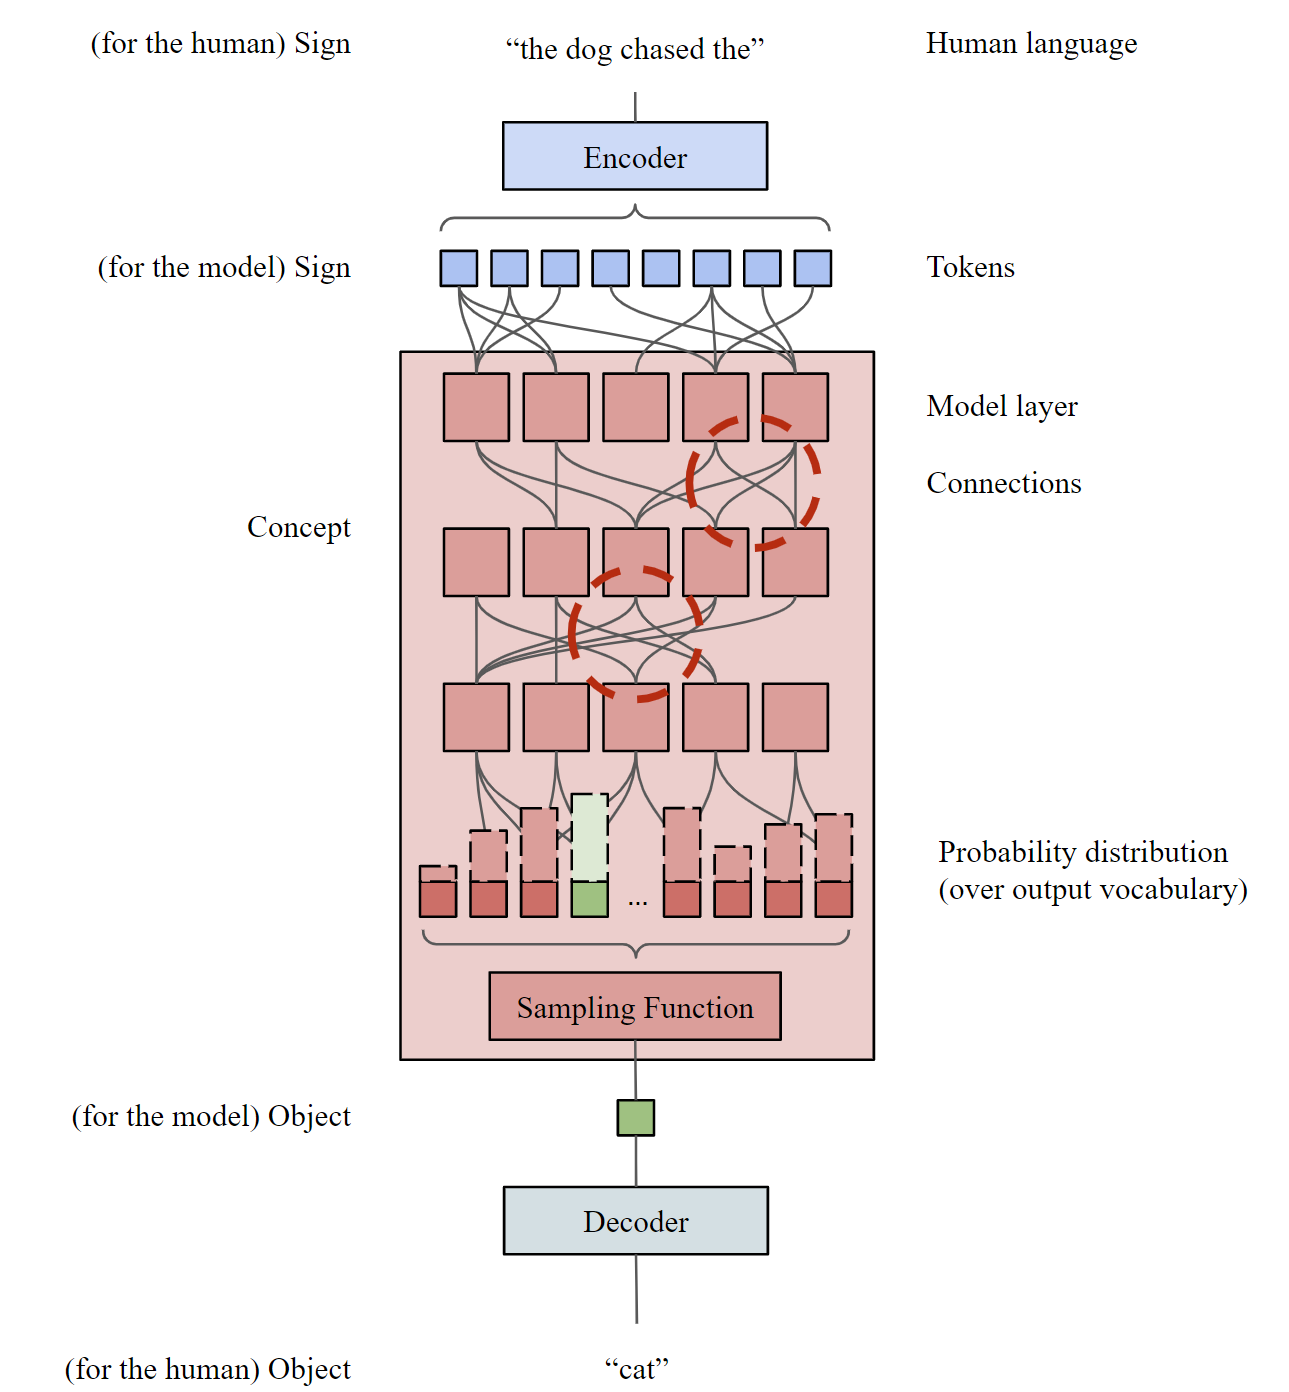 (for the human) Sign
“the dog chased the”
Human language
Encoder
(for the model) Sign
Tokens
Model layer
Connections
Concept
Probability distribution
(over output vocabulary)
...
Sampling Function
(for the model) Object
Decoder
(for the human) Object
“cat”